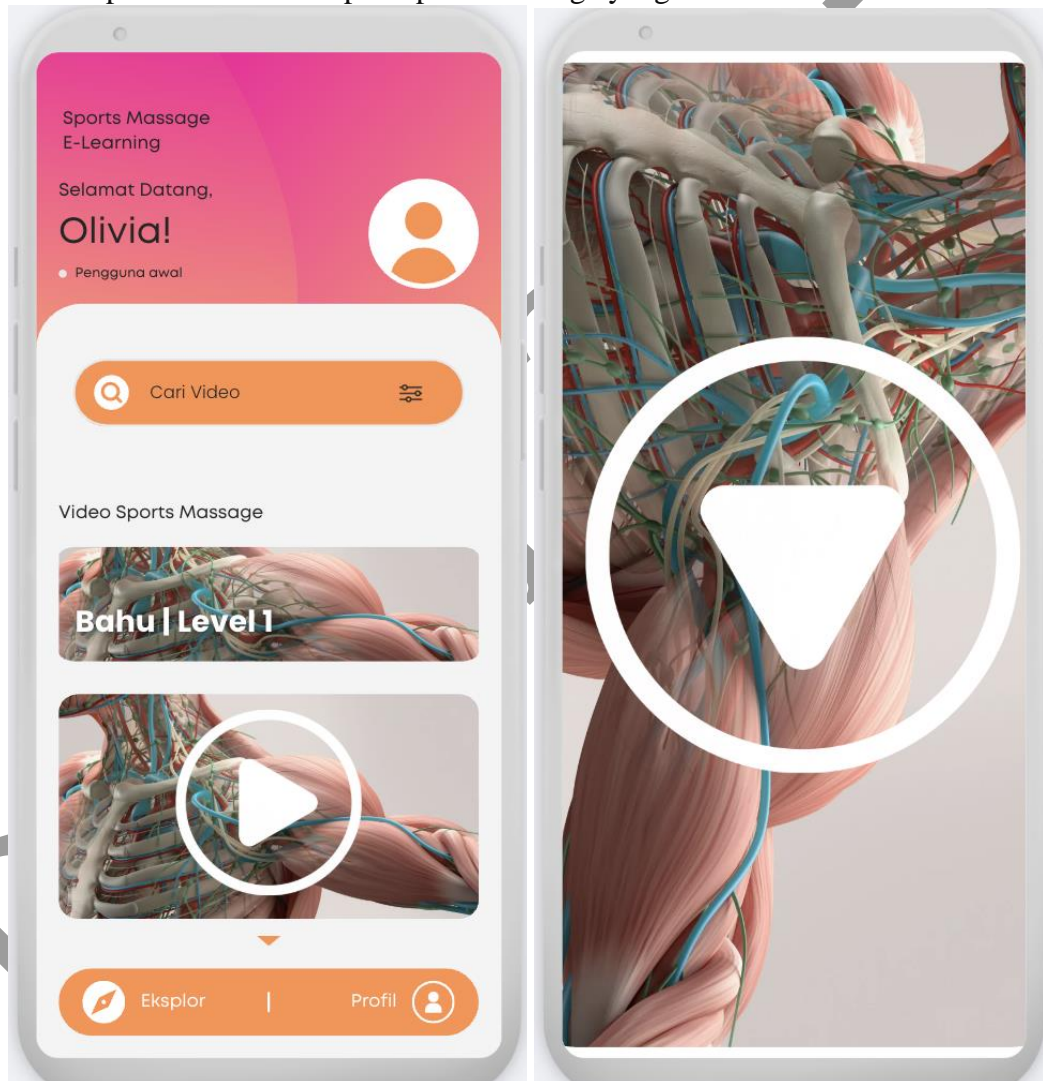 Sports Massage
E-Learning
Selamat Datang,
Olivia!
Pengguna awal
Cari Video
Video Sports Massage
Bahu | Level 1
Eksplor | Profil